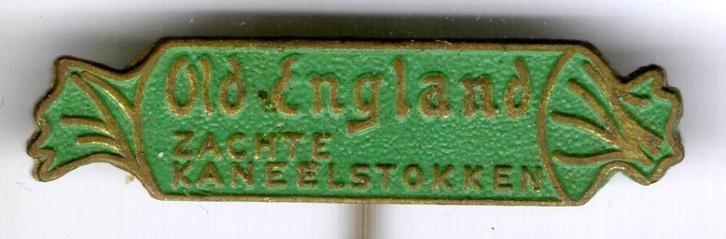 Old England
ZACHTE
KANEELSTOKKEN